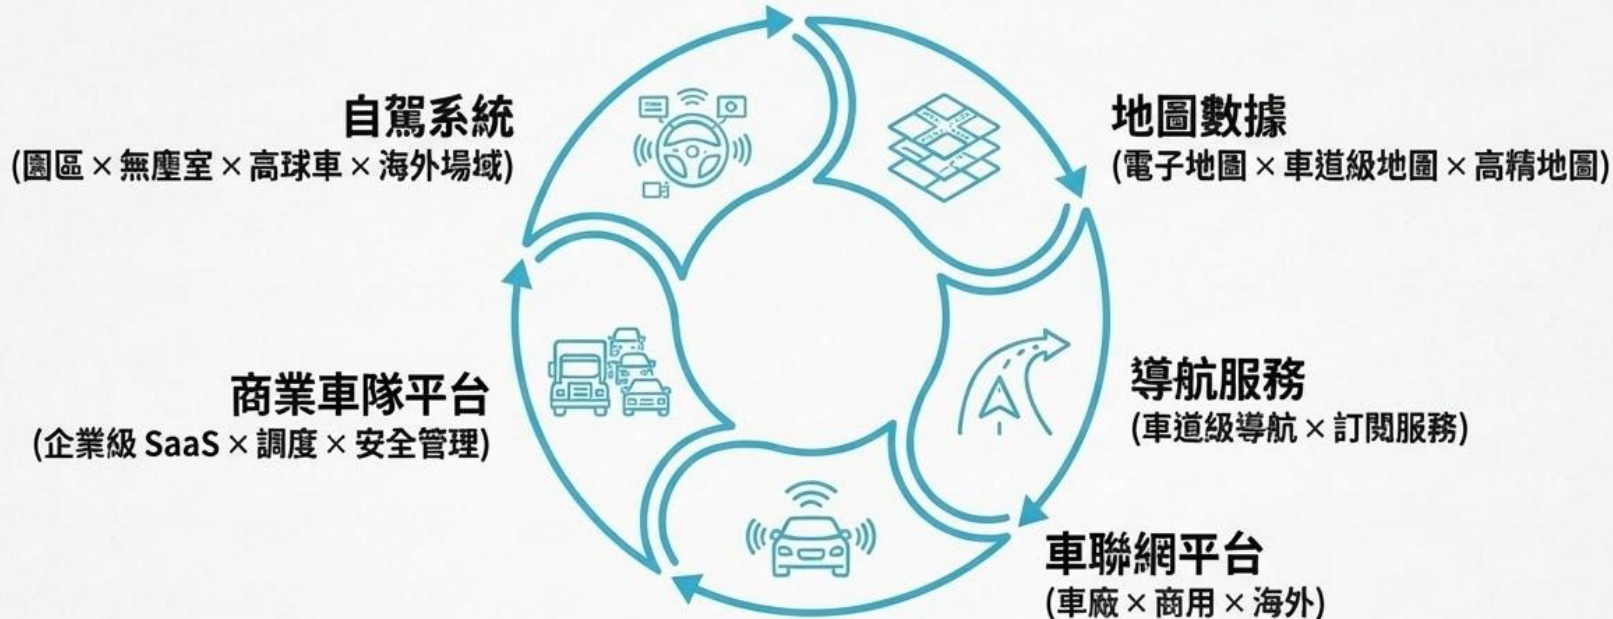 自駕系統
(園區 × 無塵室 × 高球車 × 海外場域)
地圖數據
(電子地圖 × 車道級地圖 × 高精地圖)
導航服務
(車道級導航 × 訂閱服務)
車聯網平台
(車廠 × 商用 × 海外)
商業車隊平台
(企業級 SaaS × 調度 × 安全管理)